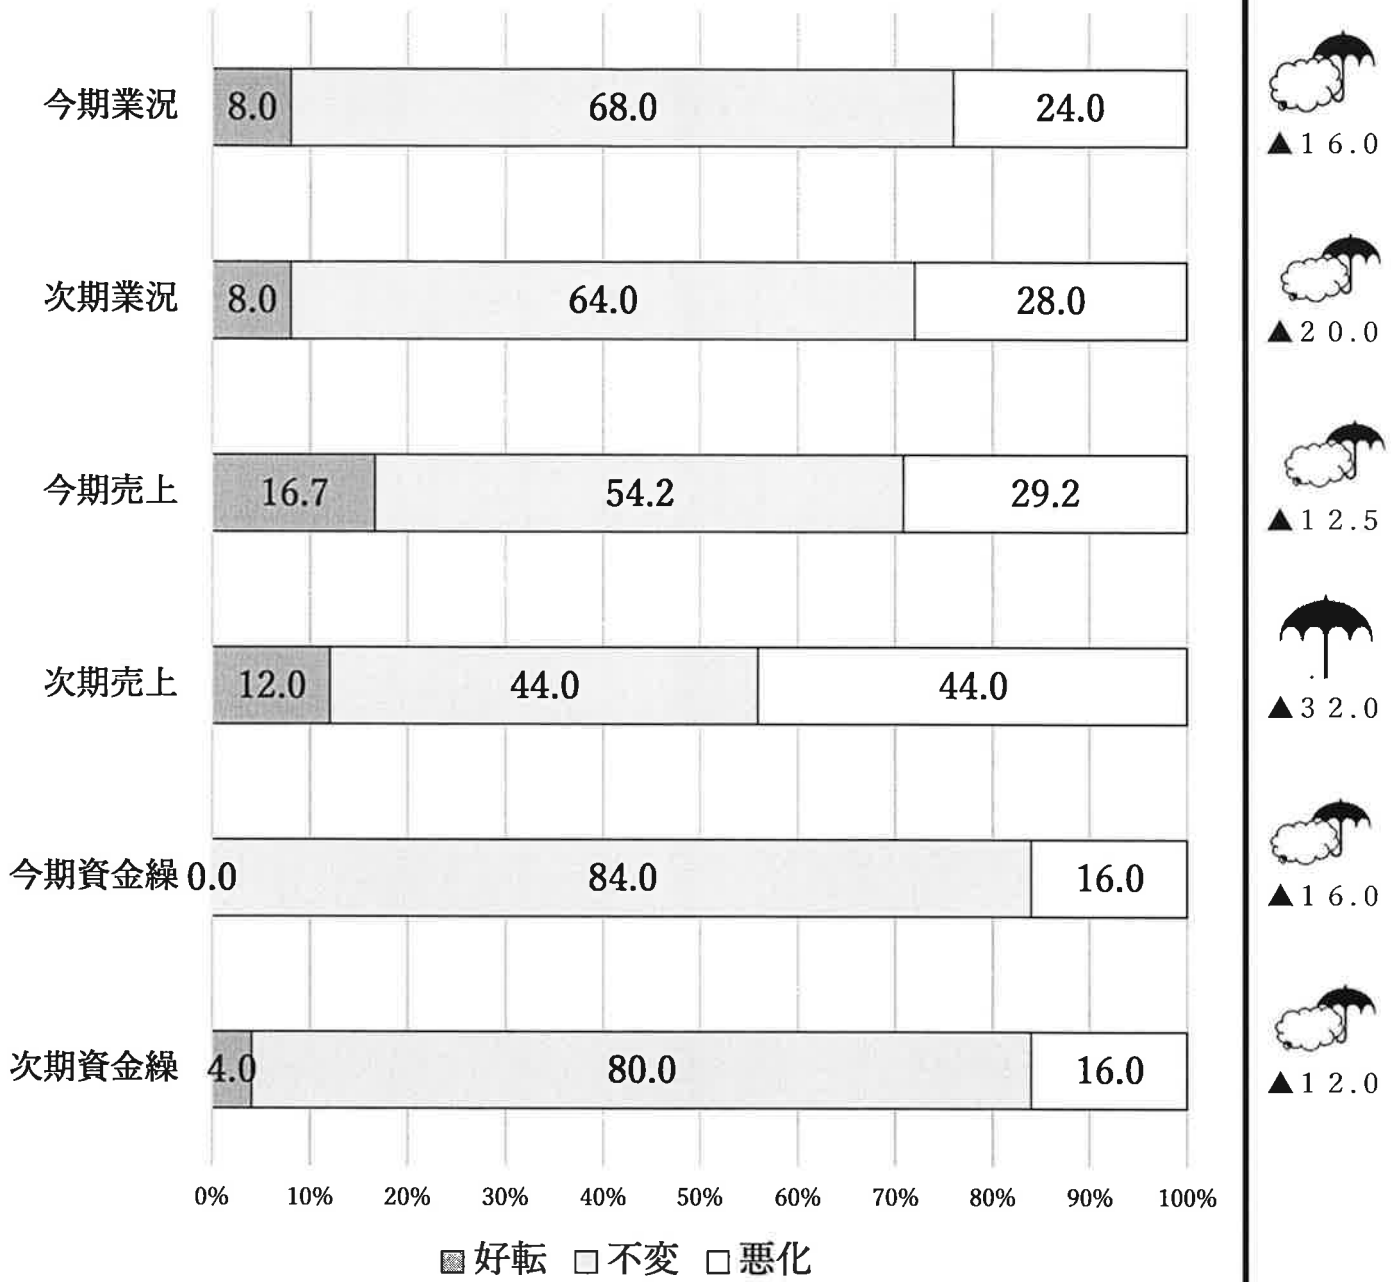 今期業況 8.0 68.0 24.0
▲16.0
次期業況 8.0 64.0 28.0
▲20.0
今期売上 16.7 54.2 29.2
▲12.5
次期売上 12.0 44.0 44.0
▲32.0
今期資金繰 0.0 84.0 16.0
▲16.0
次期資金繰 4.0 80.0 16.0
▲12.0
0% 10% 20% 30% 40% 50% 60% 70% 80% 90% 100%
好転 不変 悪化